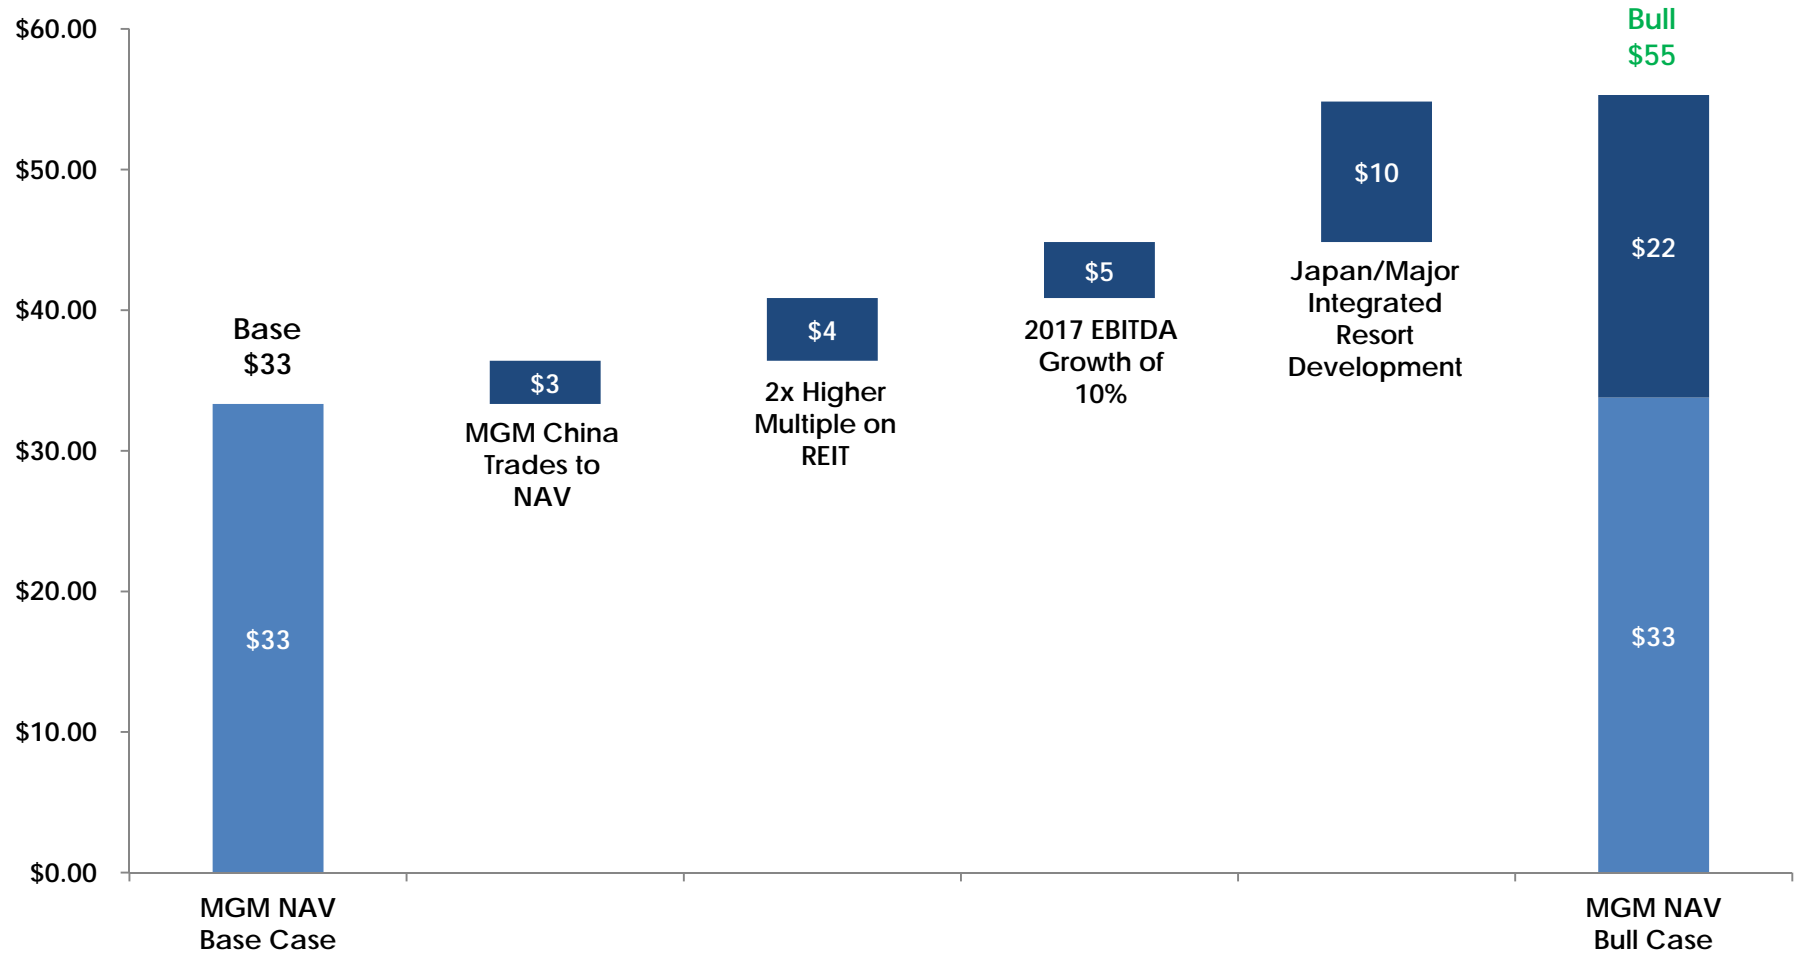 $60.00
$50.00
$40.00
$30.00
$20.00
$10.00
$0.00
Base
$33
$33
MGM NAV
Base Case
$3
MGM China
Trades to
NAV
$4
2x Higher
Multiple on
REIT
$5
2017 EBITDA
Growth of
10%
$10
Japan/Major
Integrated
Resort
Development
Bull
$55
$22
$33
MGM NAV
Bull Case